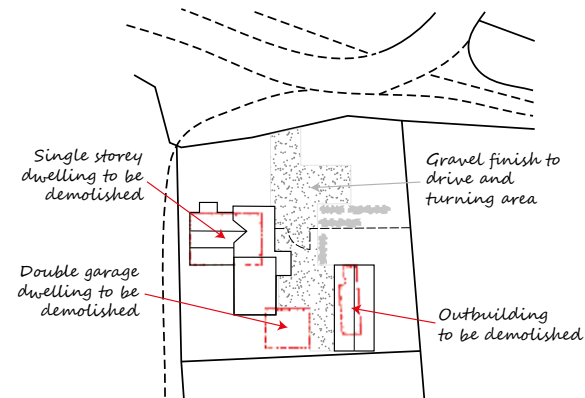 Single storey
dwelling to be
demolished
Gravel finish to
drive and
turning area
Double garage
dwelling to be
demolished
Outbuilding
to be demolished